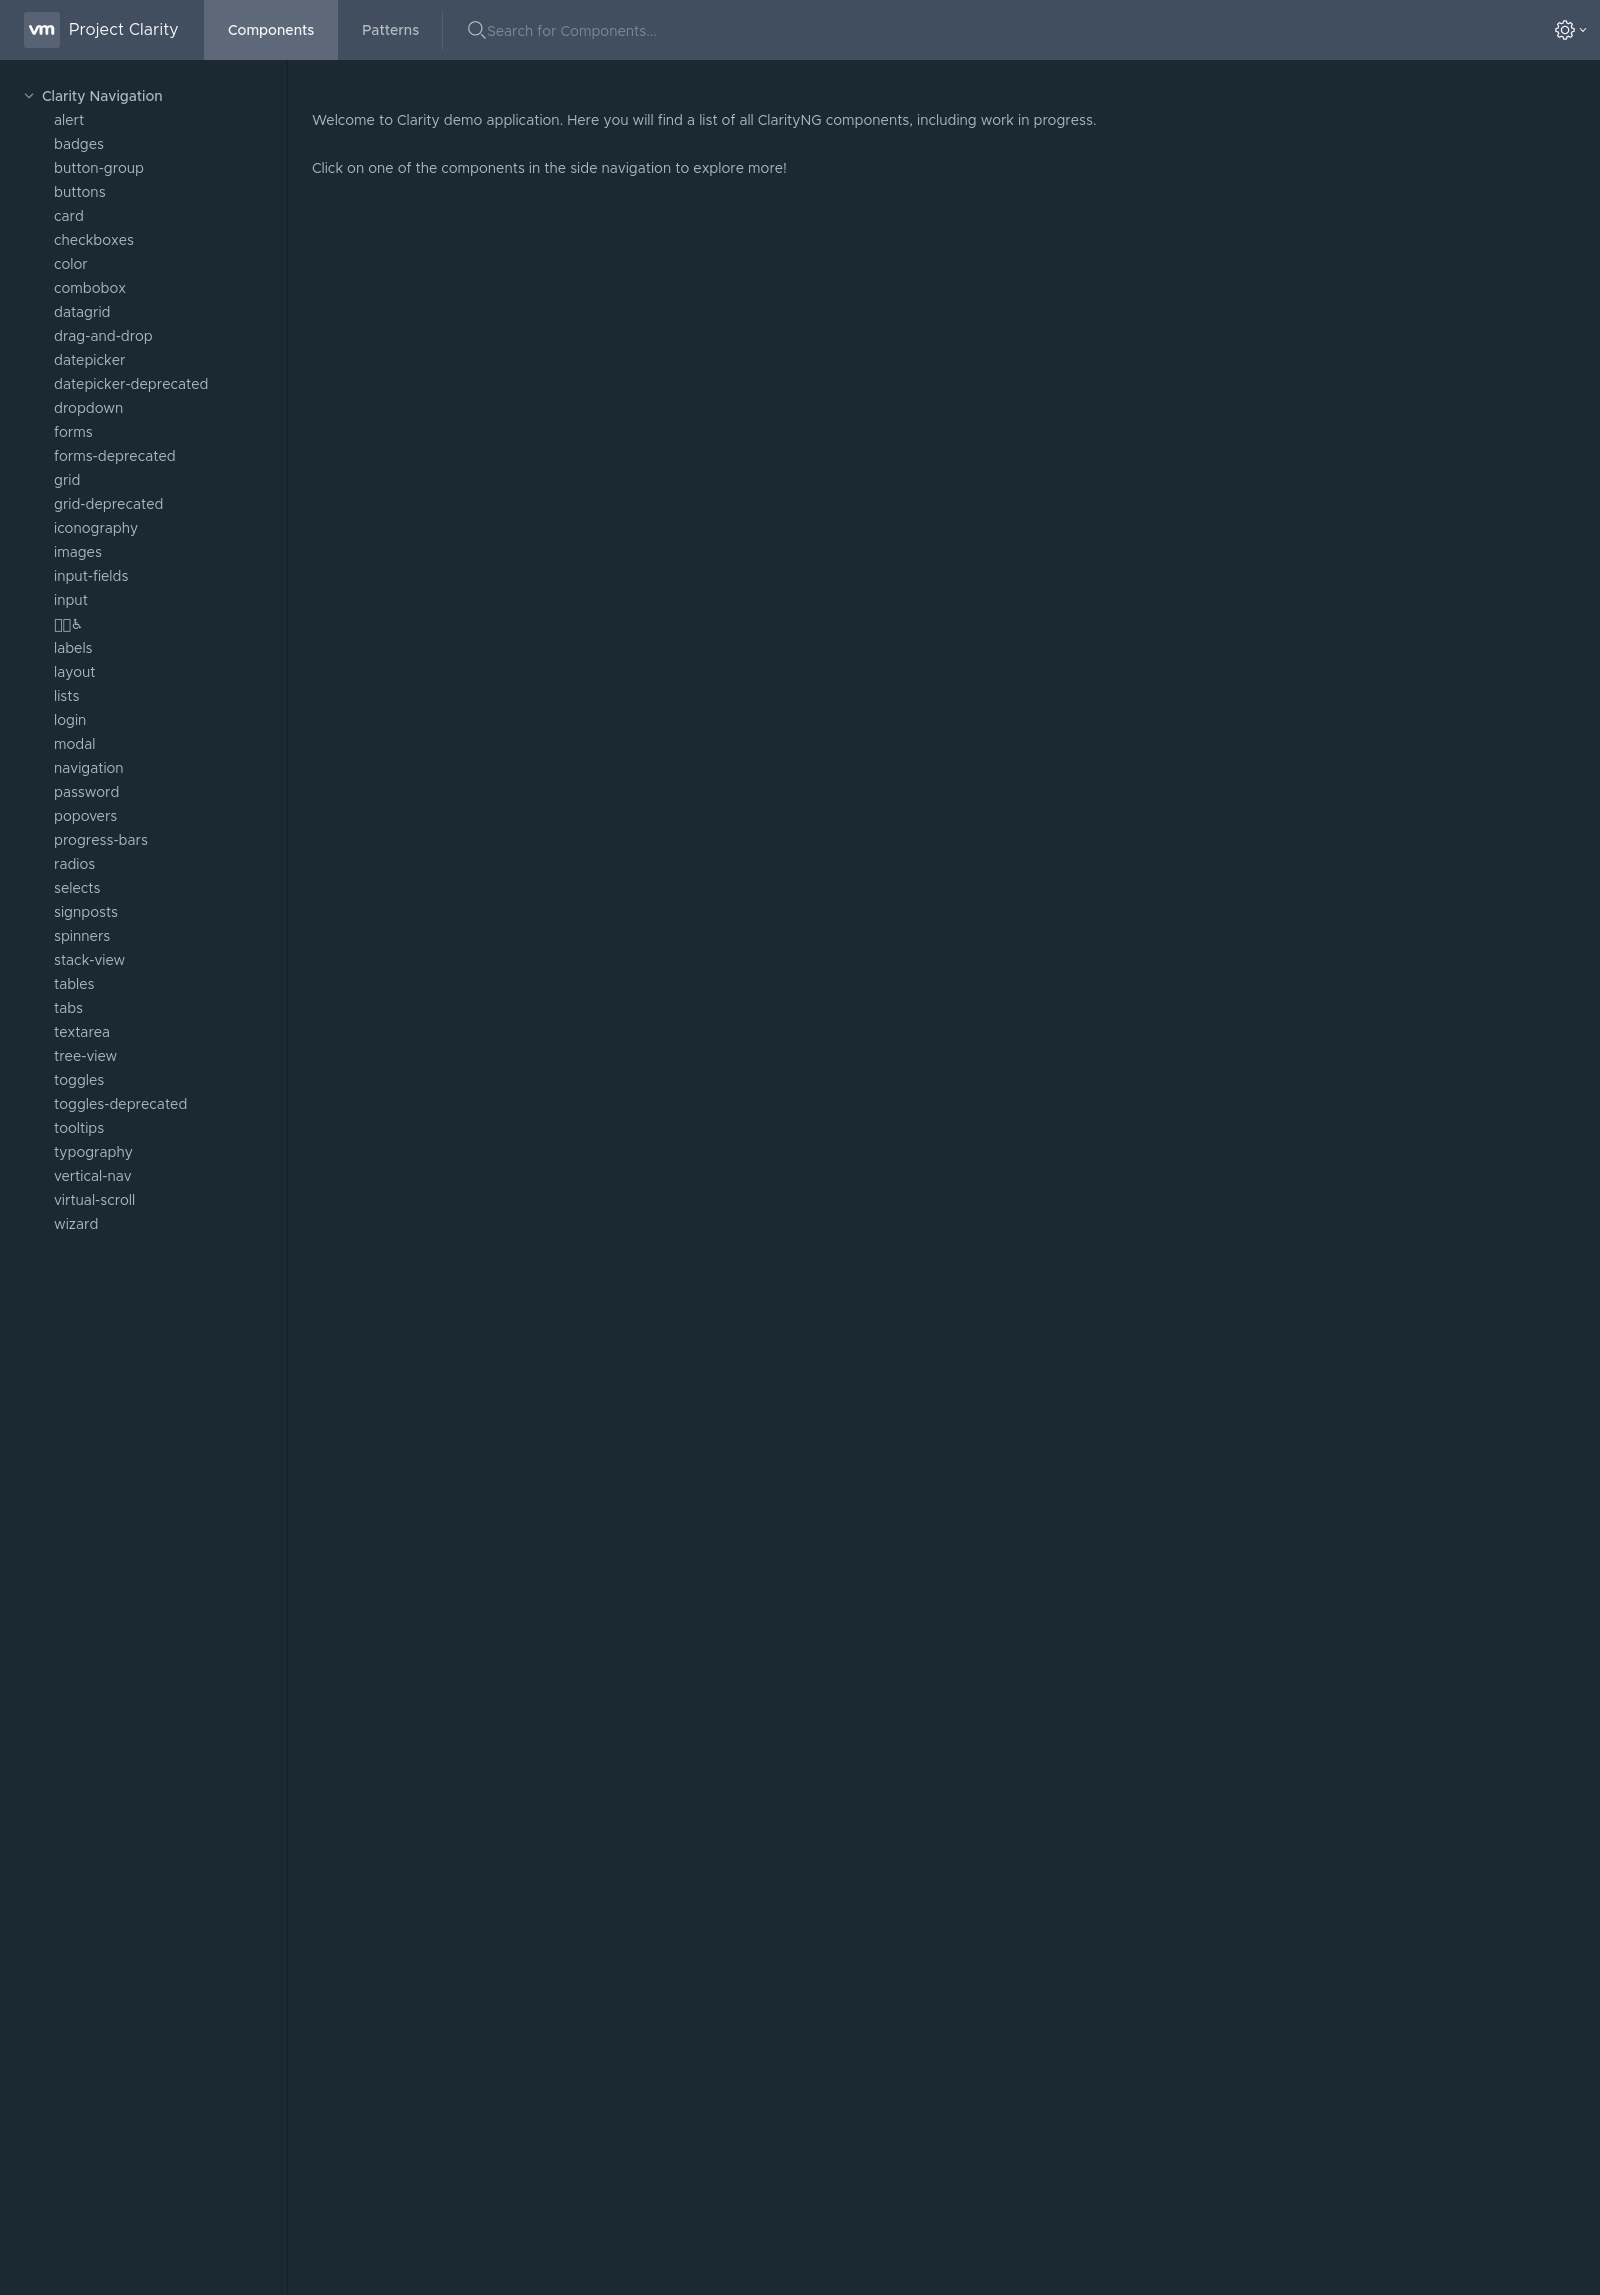 vm Project Clarity Components Patterns Search for Components...
Clarity Navigation
alert
badges
button-group
buttons
card
checkboxes
color
combobox
datagrid
drag-and-drop
datepicker
datepicker-deprecated
dropdown
forms
forms-deprecated
grid
grid-deprecated
iconography
images
input-fields
input
♿
labels
layout
lists
login
modal
navigation
password
popovers
progress-bars
radios
selects
signposts
spinners
stack-view
tables
tabs
textarea
tree-view
toggles
toggles-deprecated
tooltips
typography
vertical-nav
virtual-scroll
wizard
Welcome to Clarity demo application. Here you will find a list of all ClarityNG components, including work in progress.
Click on one of the components in the side navigation to explore more!